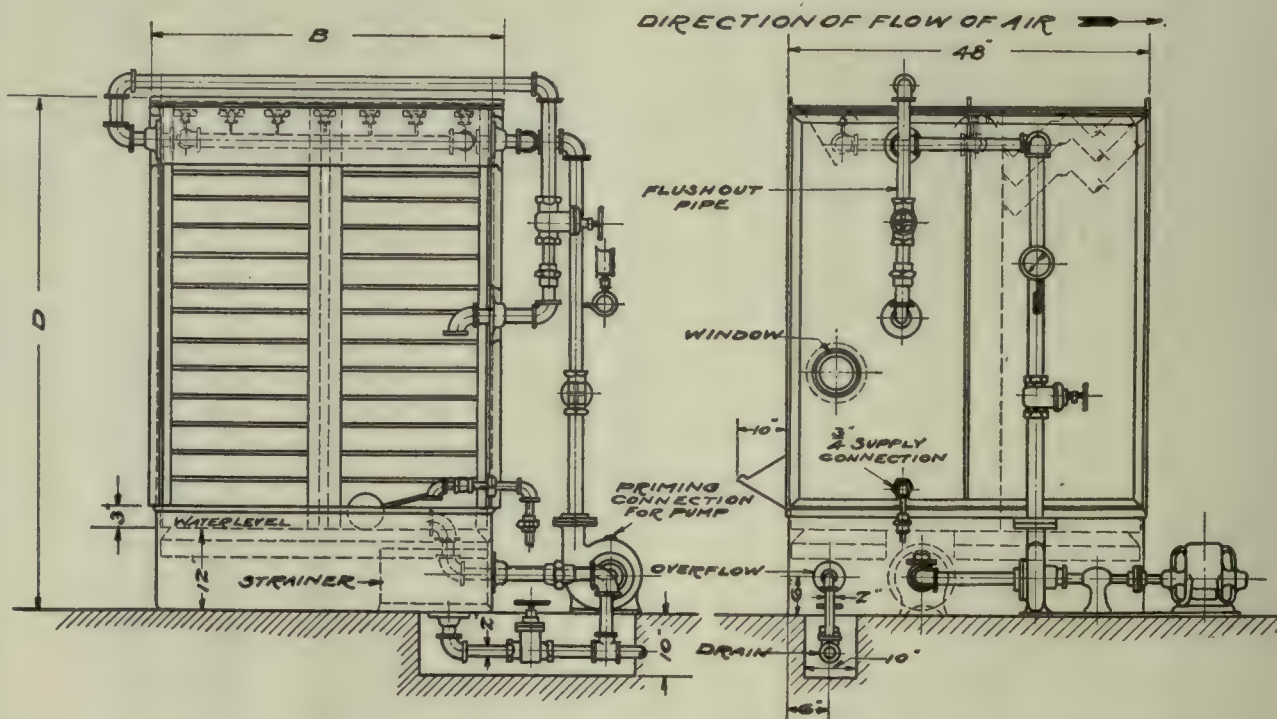 DIRECTION OF FLOW OF AIR
B
48"
D
FLUSHOUT
PIPE
WINDOW
10"
3/4" SUPPLY
CONNECTION
PRIMING
CONNECTION
FOR PUMP
3"
WATER LEVEL
12"
STRAINER
OVERFLOW
6"
2"
2"
DRAIN
10"
10"
6"